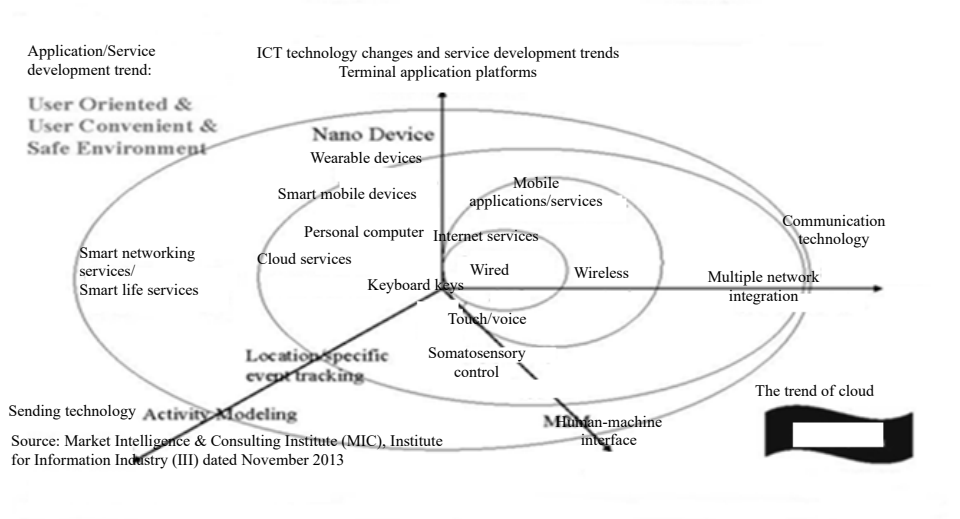 Application/Service
development trend:
ICT technology changes and service development trends
Terminal application platforms
User Oriented &
User Convenient &
Safe Environment
Nano Device
Wearable devices
Smart mobile devices
Mobile
applications/services
Communication
technology
Personal computer
Internet services
Smart networking
services/
Smart life services
Cloud services
Wired
Wireless
Multiple network
integration
Keyboard keys
Touch/voice
Somatosensory
control
Location/specific
event tracking
The trend of cloud
Sending technology
Activity Modeling
Human-machine
interface
Source: Market Intelligence & Consulting Institute (MIC), Institute
for Information Industry (III) dated November 2013